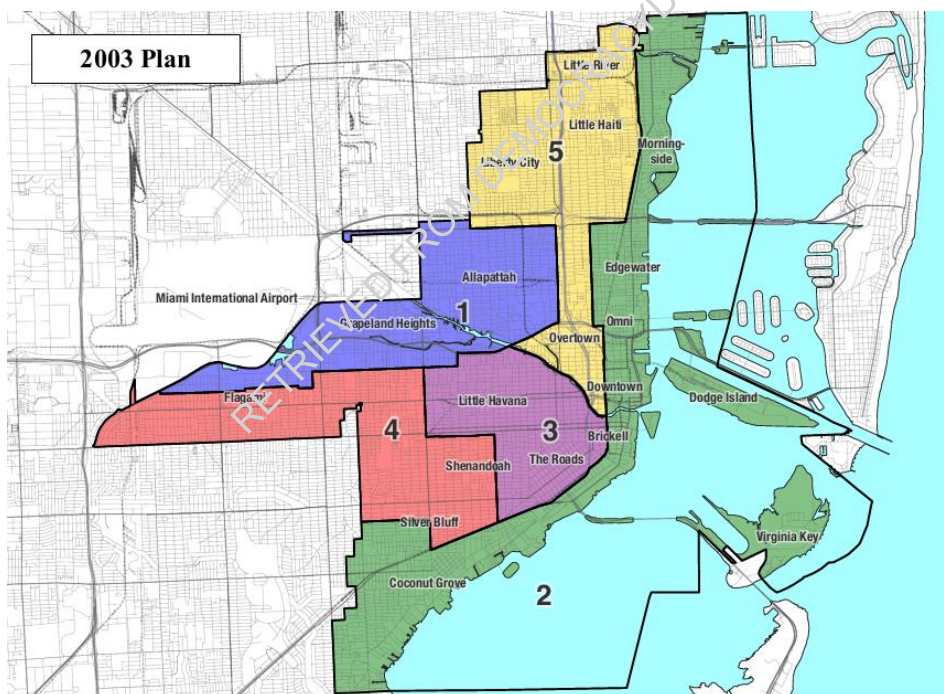 2003 Plan
Little River
Little Haiti
Liberty City
5
Morning-
side
Allapattah
Edgewater
Miami International Airport
1
Grapeland Heights
Omni
Overtown
Downtown
Flagami
Little Havana
Dodge Island
4
3
Brickell
The Roads
Shenandoah
Silver Bluff
Virginia Key
Coconut Grove
2
RETRIEVED FROM DEMOCRACYD